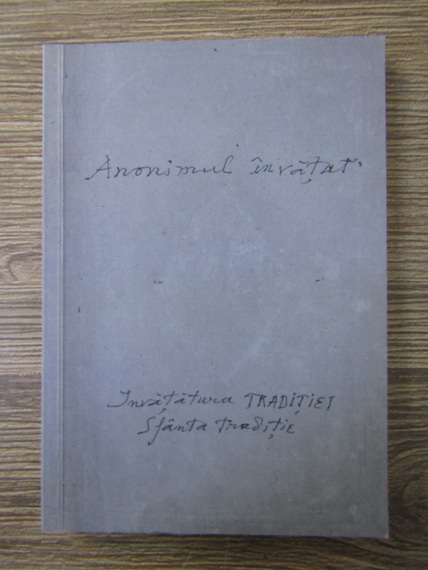 Anonimul învățat
Învățătura TRADIȚIEI
Sfânta Tradiție